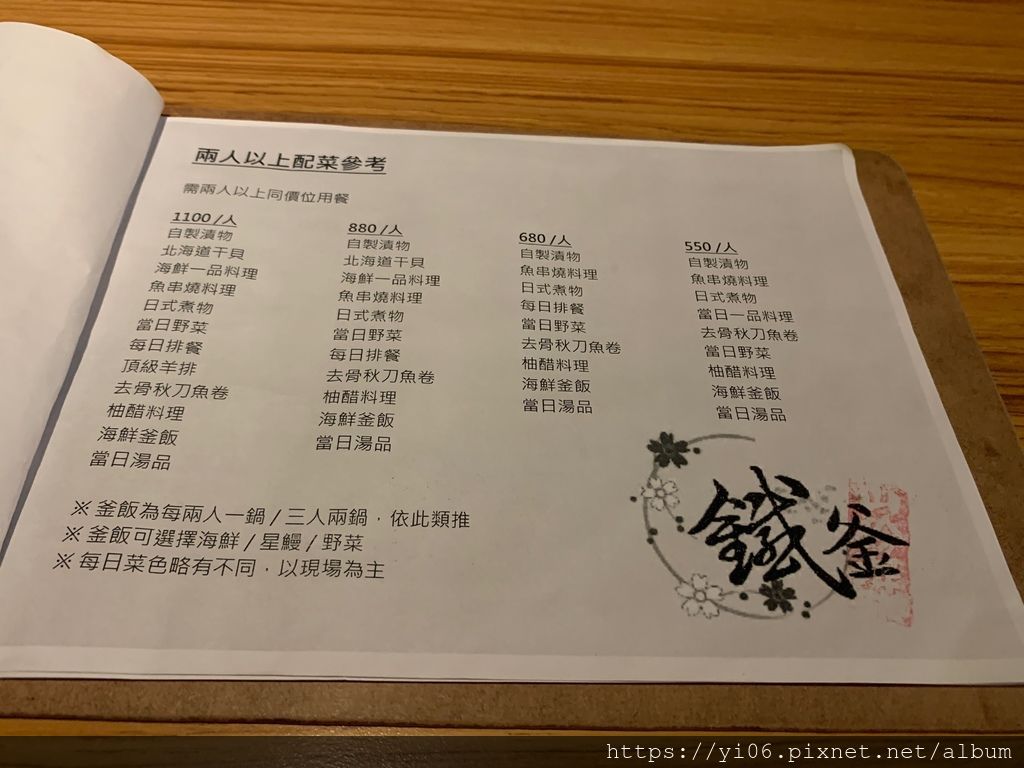 兩人以上配菜參考
需兩人以上同價位用餐
1100 /人
自製漬物
北海道干貝
海鮮一品料理
魚串燒料理
日式煮物
當日野菜
每日排餐
頂級羊排
去骨秋刀魚卷
柚醋料理
海鮮釜飯
當日湯品
880 /人
自製漬物
北海道干貝
海鮮一品料理
魚串燒料理
日式煮物
當日野菜
每日排餐
去骨秋刀魚卷
柚醋料理
海鮮釜飯
當日湯品
680 /人
自製漬物
魚串燒料理
日式煮物
每日排餐
當日野菜
去骨秋刀魚卷
柚醋料理
海鮮釜飯
當日湯品
550 /人
自製漬物
魚串燒料理
日式煮物
當日一品料理
去骨秋刀魚卷
當日野菜
柚醋料理
海鮮釜飯
當日湯品
※ 釜飯為每兩人一鍋 / 三人兩鍋，依此類推
※ 釜飯可選擇海鮮 / 星鰻 / 野菜
※ 每日菜色略有不同，以現場為主
鐵釜
https://yi06.pixnet.net/album